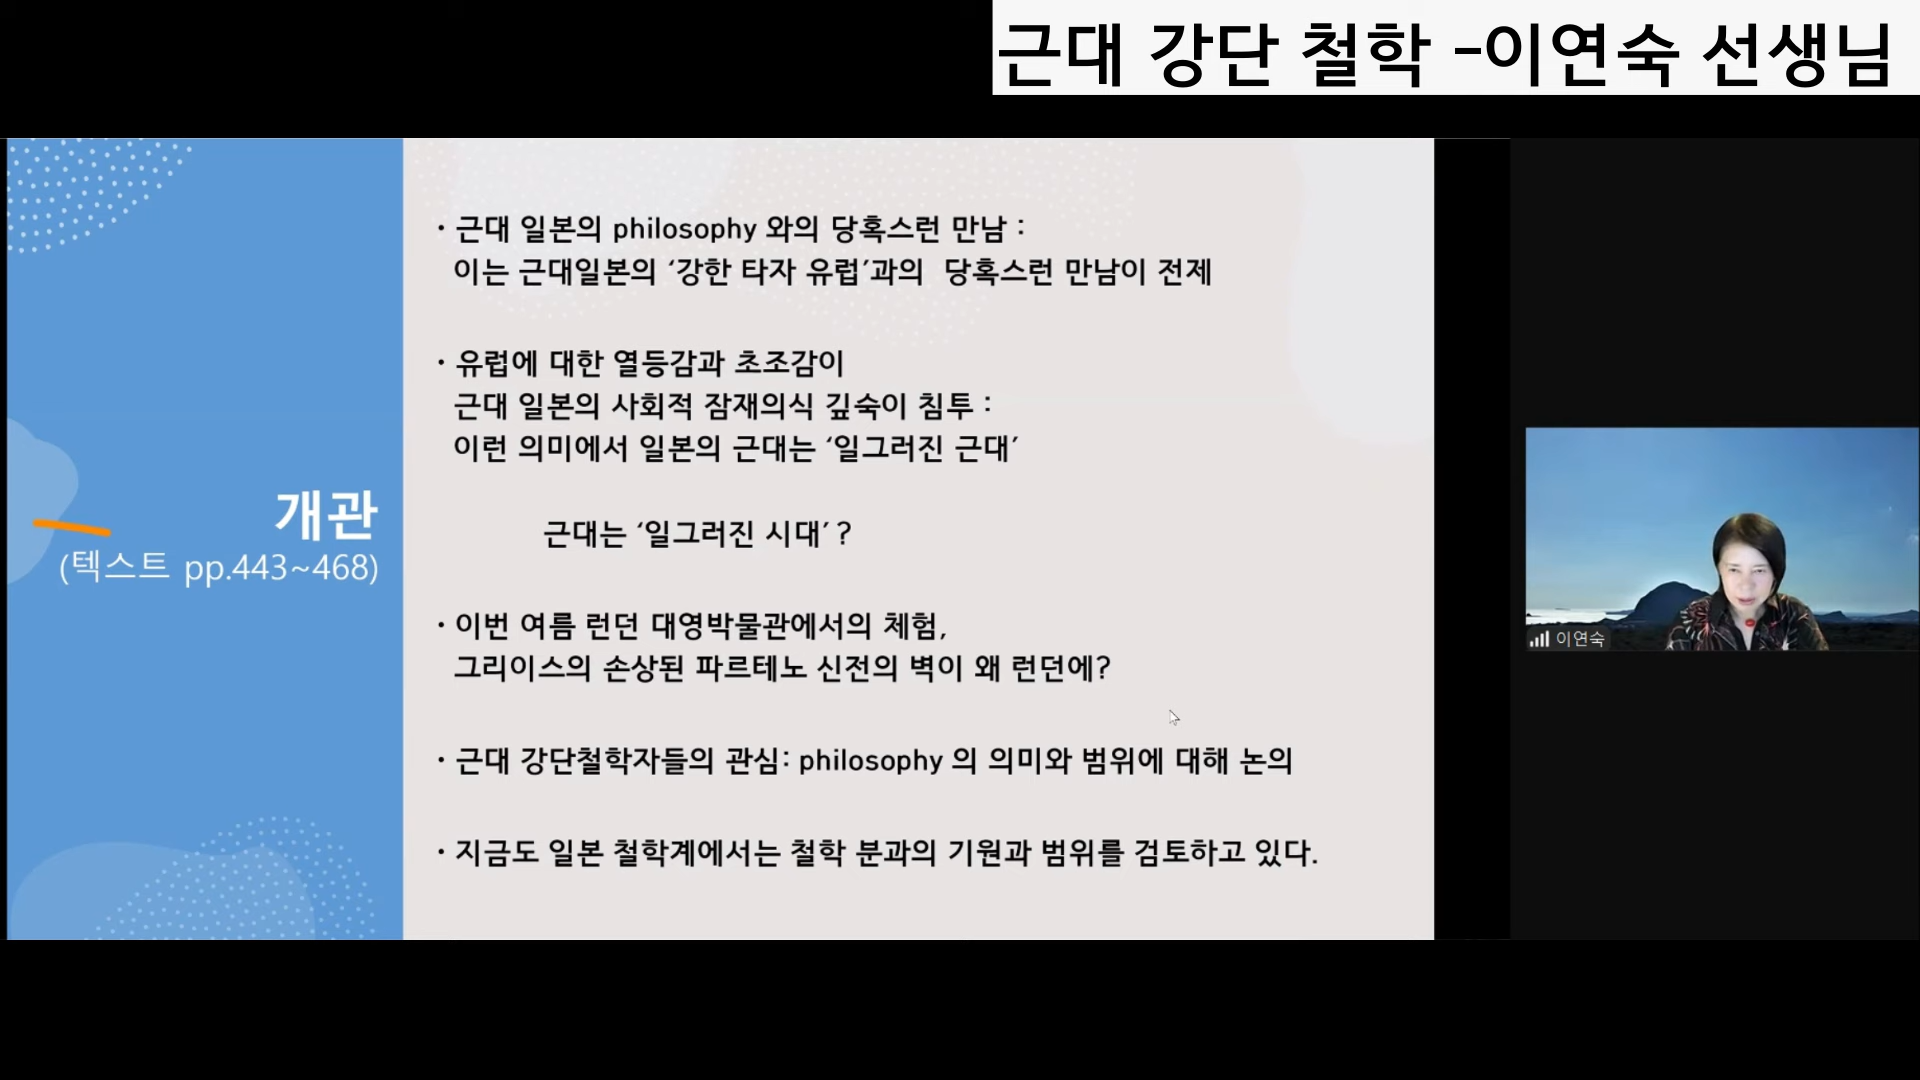 근대 강단 철학 -이연숙 선생님
개관
(텍스트 pp.443~468)
· 근대 일본의 philosophy 와의 당혹스런 만남 :
이는 근대일본의 ‘강한 타자 유럽’과의 당혹스런 만남이 전제
· 유럽에 대한 열등감과 초조감이
근대 일본의 사회적 잠재의식 깊숙이 침투 :
이런 의미에서 일본의 근대는 ‘일그러진 근대’
근대는 ‘일그러진 시대’ ?
· 이번 여름 런던 대영박물관에서의 체험,
그리이스의 손상된 파르테노 신전의 벽이 왜 런던에?
· 근대 강단철학자들의 관심: philosophy 의 의미와 범위에 대해 논의
· 지금도 일본 철학계에서는 철학 분과의 기원과 범위를 검토하고 있다.
이연숙